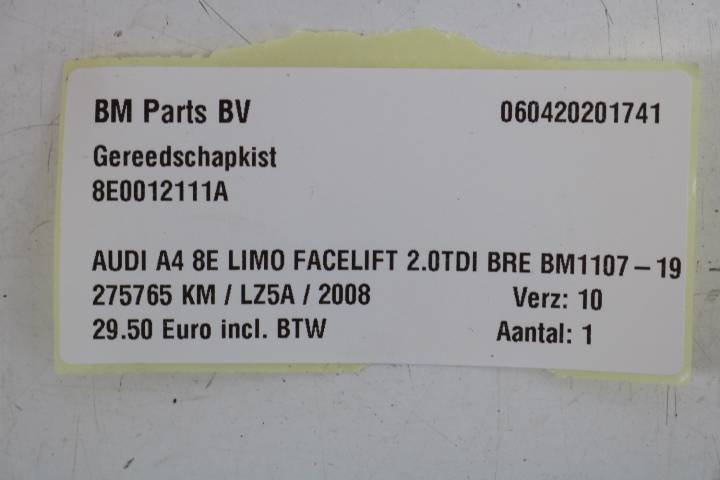 BM Parts BV 060420201741
Gereedschapkist
8E0012111A
AUDI A4 8E LIMO FACELIFT 2.0TDI BRE BM1107-19
275765 KM / LZ5A / 2008 Verz: 10
29.50 Euro incl. BTW Aantal: 1